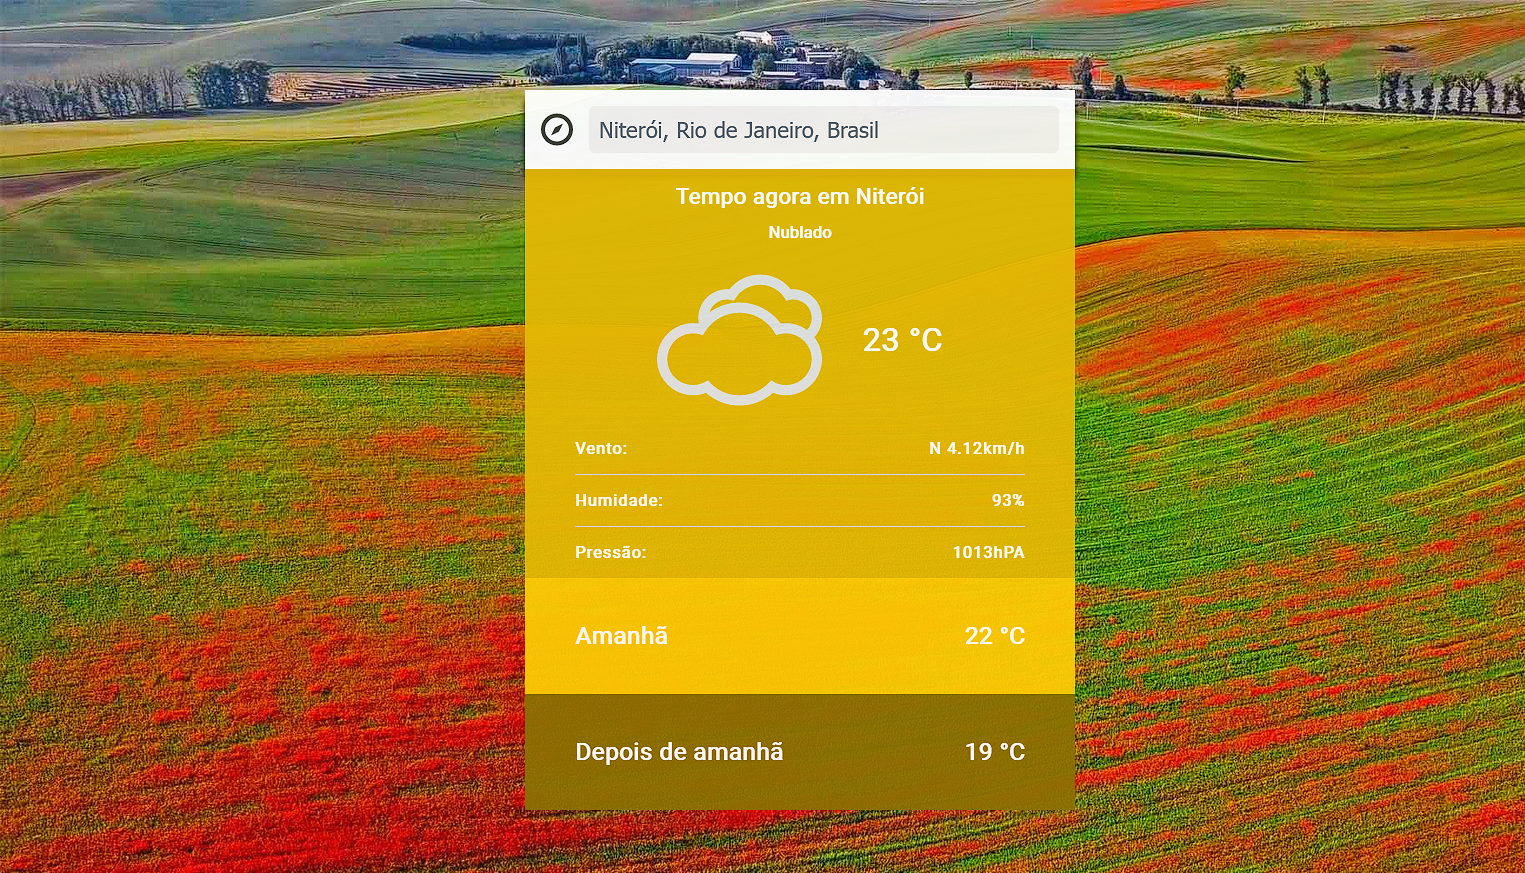 Niterói, Rio de Janeiro, Brasil
Tempo agora em Niterói
Nublado
23 °C
Vento: N 4.12km/h
Humidade: 93%
Pressão: 1013hPA
Amanhã 22 °C
Depois de amanhã 19 °C